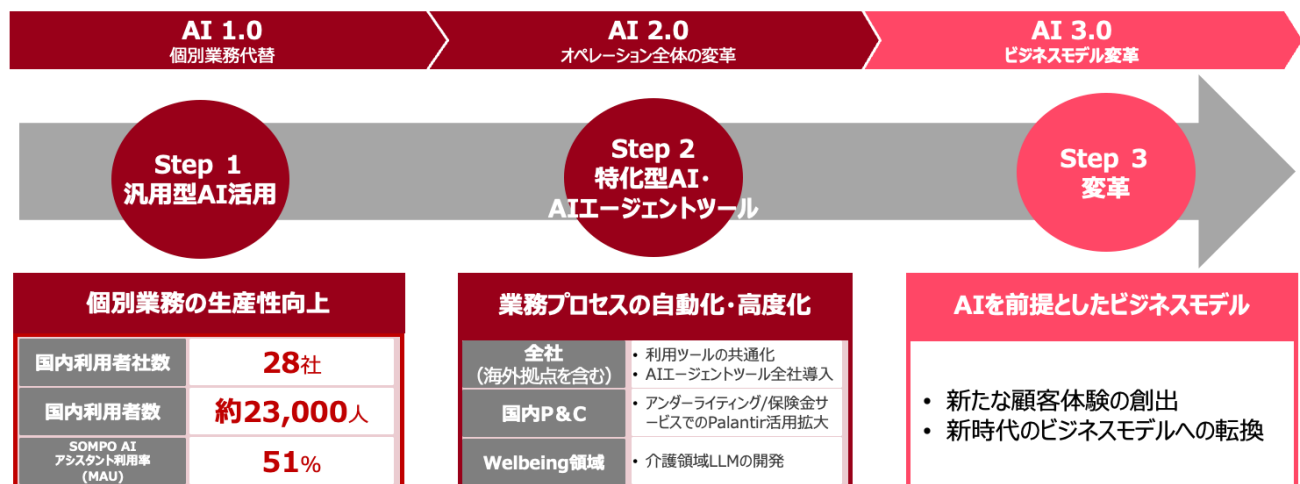 AI 1.0
個別業務代替
AI 2.0
オペレーション全体の変革
AI 3.0
ビジネスモデル変革
Step 1
汎用型AI活用
Step 2
特化型AI・
AIエージェントツール
Step 3
変革
個別業務の生産性向上
国内利用者社数
28社
国内利用者数
約23,000人
SOMPO AI
アシスタント利用率
(MAU)
51%
業務プロセスの自動化・高度化
全社
(海外拠点を含む)
• 利用ツールの共通化
• AIエージェントツール全社導入
国内P&C
• アンダーライティング/保険金サ
ービスでのPalantir活用拡大
Welbeing領域
• 介護領域LLMの開発
AIを前提としたビジネスモデル
• 新たな顧客体験の創出
• 新時代のビジネスモデルへの転換